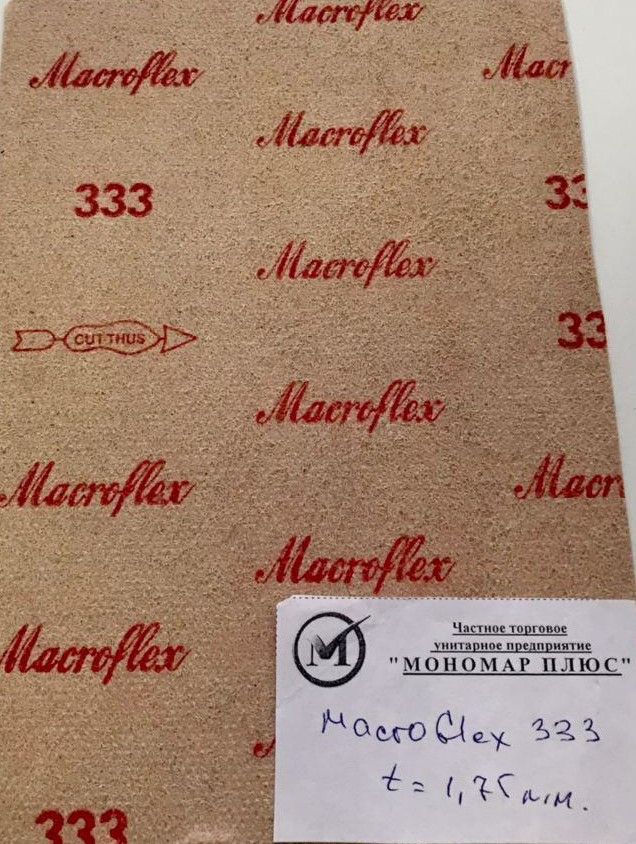 Macroflex
Macroflex
Macr
Macroflex
333
33
Macroflex
CUT THUS
33
Macroflex
Macroflex
Macr
Macroflex
Macroflex
333
M
Частное торговое
унитарное предприятие
"МОНОМАР ПЛЮС"
Macroflex 333
t = 1,75 мм.